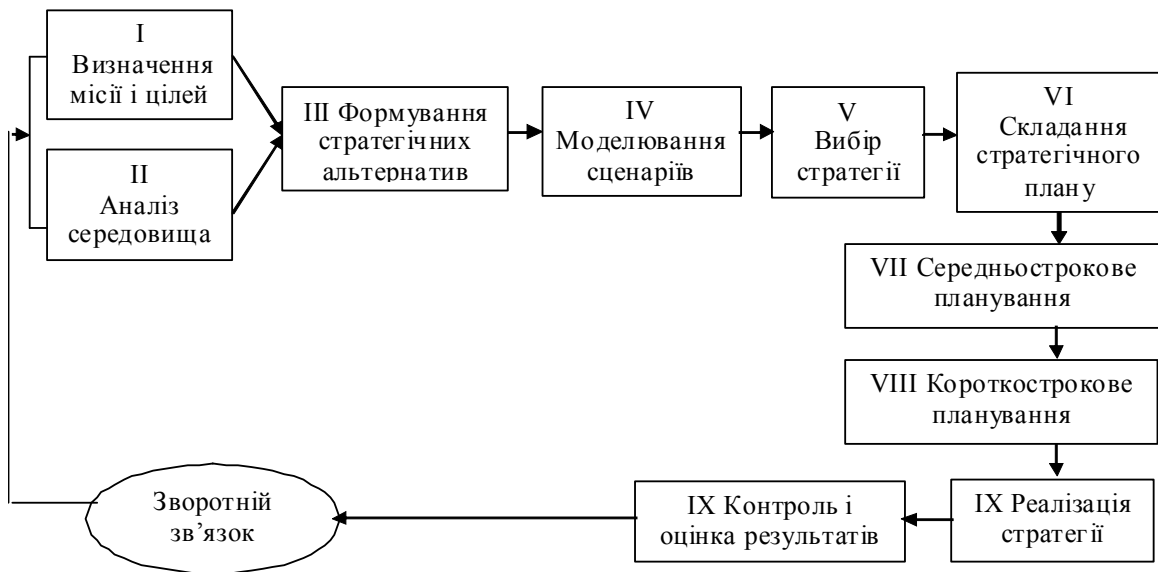 I
Визначення
місії і цілей
II
Аналіз
середовища
III Формування
стратегічних
альтернатив
IV
Моделювання
сценаріїв
V
Вибір
стратегії
VI
Складання
стратегічного
плану
VII Середньострокове
планування
VIII Короткострокове
планування
IX Реалізація
стратегії
IX Контроль і
оцінка результатів
Зворотній
зв’язок